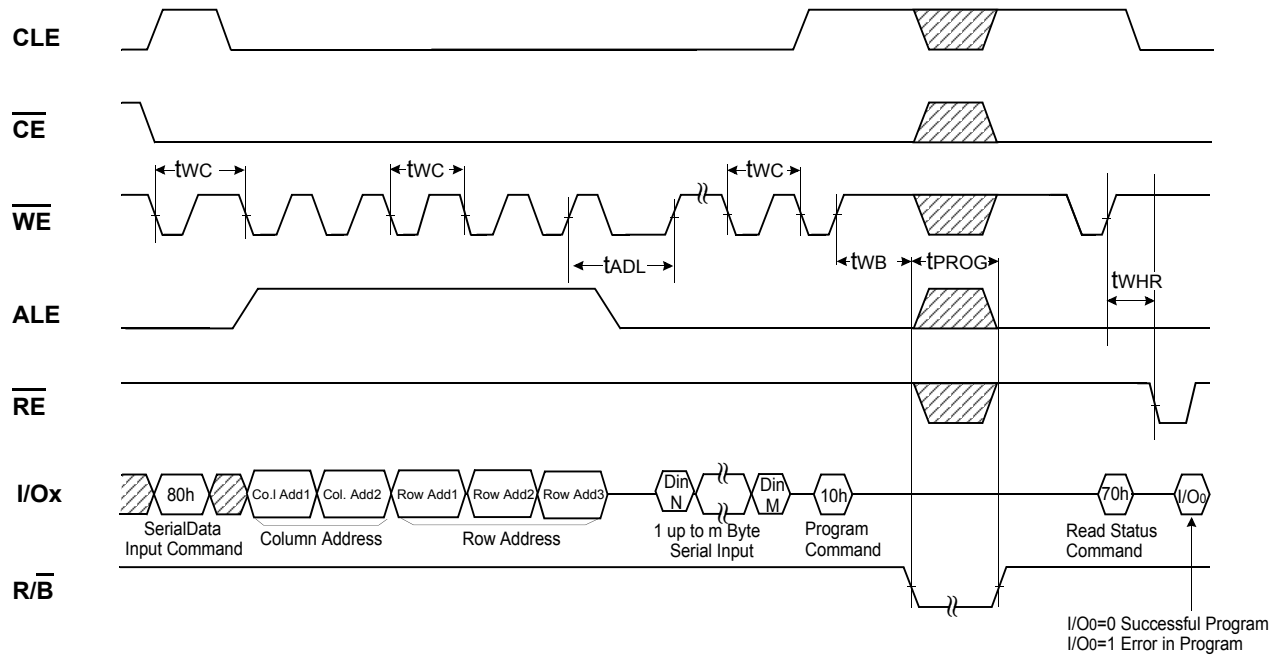 CLE
CE
tWC
tWC
tWC
WE
tADL
tWB
tPROG
tWHR
ALE
RE
I/Ox
80h
Co.l Add1
Col. Add2
Row Add1
Row Add2
Row Add3
Din
N
Din
M
10h
70h
I/O0
SerialData
Input Command
Column Address
Row Address
1 up to m Byte
Serial Input
Program
Command
Read Status
Command
R/B
I/O0=0 Successful Program
I/O0=1 Error in Program